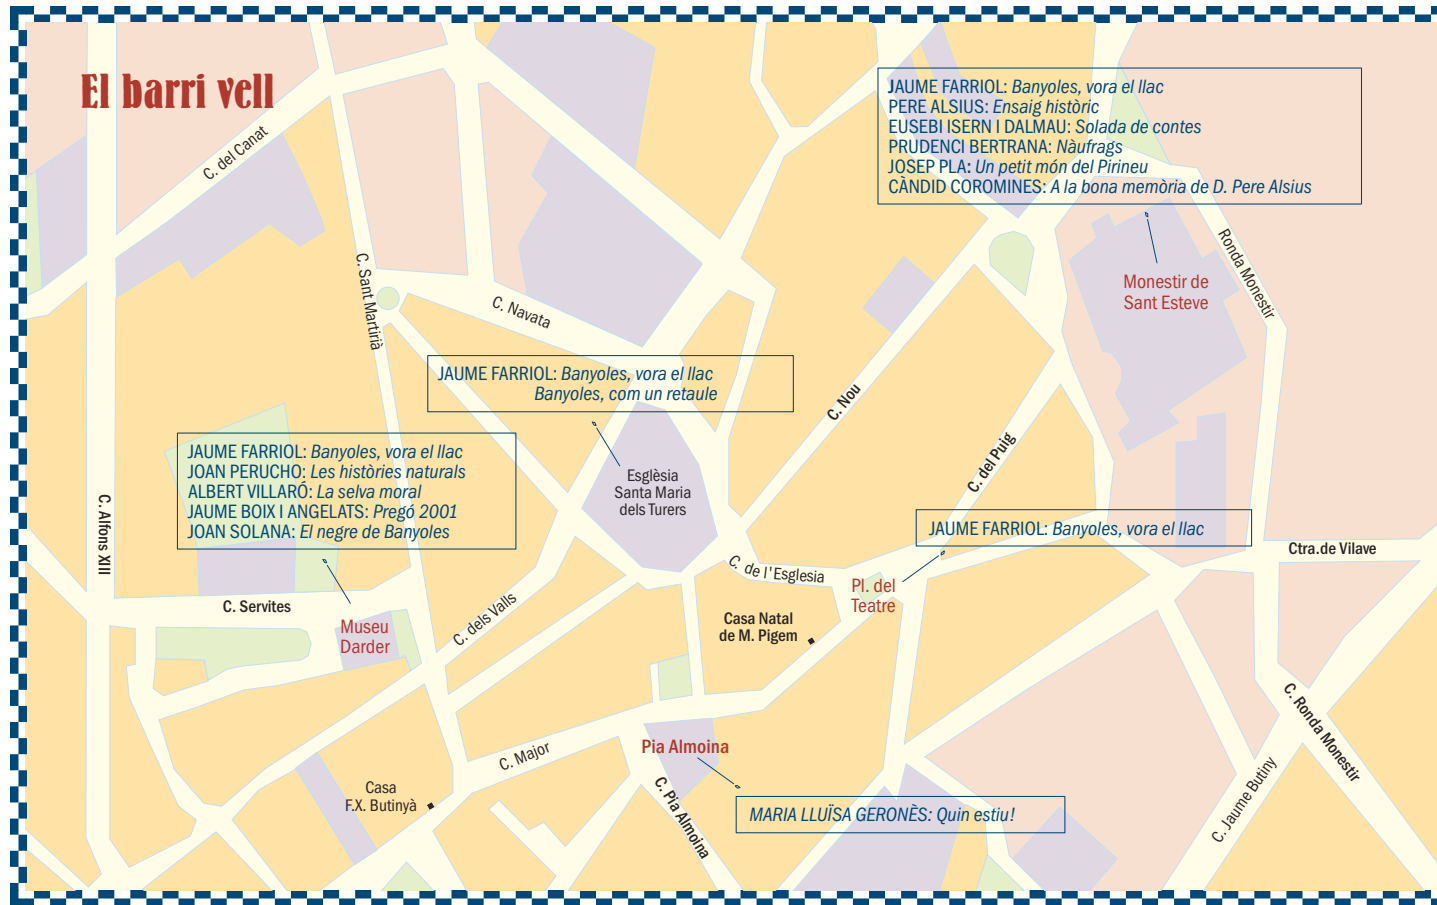 El barri vell
C. del Canat
JAUME FARRIOL: Banyoles, vora el llac
PERE ALSIUS: Ensaig històric
EUSEBI ISERN I DALMAU: Solada de contes
PRUDENCI BERTRANA: Nàufrags
JOSEP PLA: Un petit món del Pirineu
CÀNDID COROMINES: A la bona memòria de D. Pere Alsius
Ronda Monestir
Monestir de
Sant Esteve
C. Sant Martirià
C. Navata
JAUME FARRIOL: Banyoles, vora el llac
Banyoles, com un retaule
C. Nou
C. del Puig
JAUME FARRIOL: Banyoles, vora el llac
JOAN PERUCHO: Les històries naturals
ALBERT VILLARÓ: La selva moral
JAUME BOIX I ANGELATS: Pregó 2001
JOAN SOLANA: El negre de Banyoles
Esglèsia
Santa Maria
dels Turers
C. Alfons XIII
JAUME FARRIOL: Banyoles, vora el llac
Ctra.de Vilave
C. de l'Esglesia
Pl. del
Teatre
C. Servites
C. dels Valls
Museu
Darder
Casa Natal
de M. Pigem
C. Ronda Monestir
Pia Almoina
C. Major
Casa
F.X. Butinyà
C. Pia Almoina
C. Jaume Butiny
MARIA LLUÏSA GERONÈS: Quin estiu!